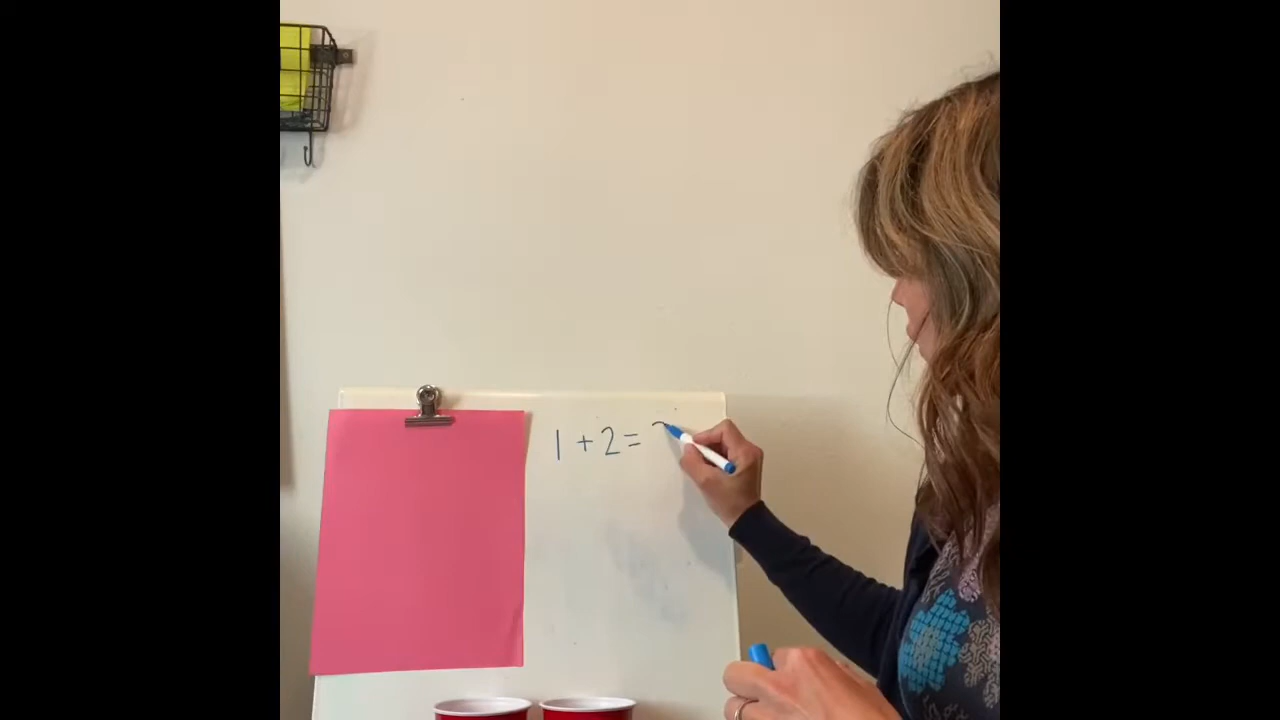 1 + 2 =